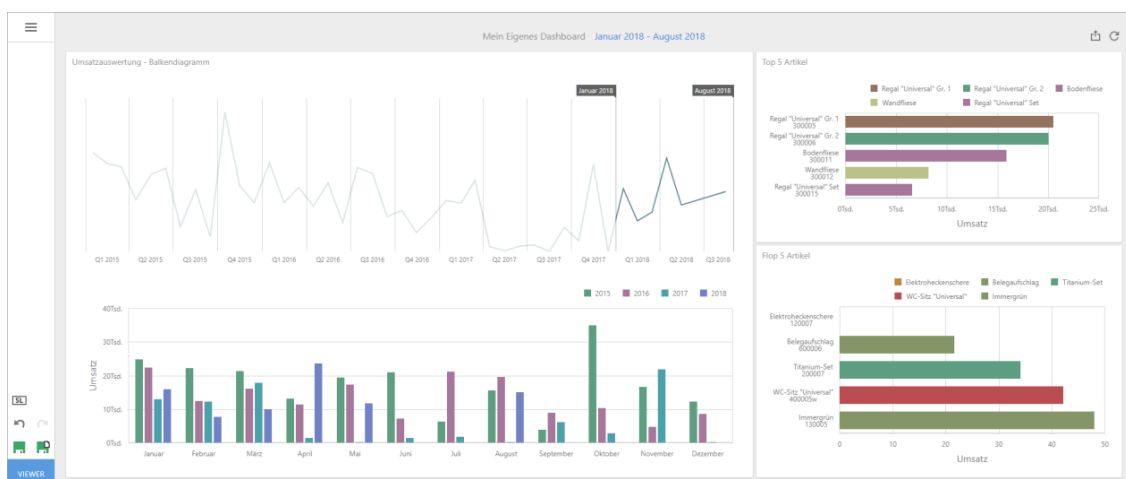 Mein Eigenes Dashboard Januar 2018 - August 2018
Umsatzauswertung - Balkendiagramm
Januar 2018 August 2018
Q1 2015 Q2 2015 Q3 2015 Q4 2015 Q1 2016 Q2 2016 Q3 2016 Q4 2016 Q1 2017 Q2 2017 Q3 2017 Q4 2017 Q1 2018 Q2 2018 Q3 2018
2015 2016 2017 2018
40Tsd.
30Tsd.
20Tsd.
10Tsd.
0Tsd.
Umsatz
Januar Februar März April Mai Juni Juli August September Oktober November Dezember
Top 5 Artikel
Regal "Universal" Gr. 1 Regal "Universal" Gr. 2 Bodenfliese
Wandfliese Regal "Universal" Set
Regal "Universal" Gr. 1
300005
Regal "Universal" Gr. 2
300006
Bodenfliese
300011
Wandfliese
300012
Regal "Universal" Set
300015
0Tsd. 5Tsd. 10Tsd. 15Tsd. 20Tsd. 25Tsd.
Umsatz
Flop 5 Artikel
Elektroheckenschere Belegaufschlag Titanium-Set
WC-Sitz "Universal" Immergrün
Elektroheckenschere
120007
Belegaufschlag
600006
Titanium-Set
200007
WC-Sitz "Universal"
400005w
Immergrün
130005
0 10 20 30 40 50
Umsatz
SL
VIEWER